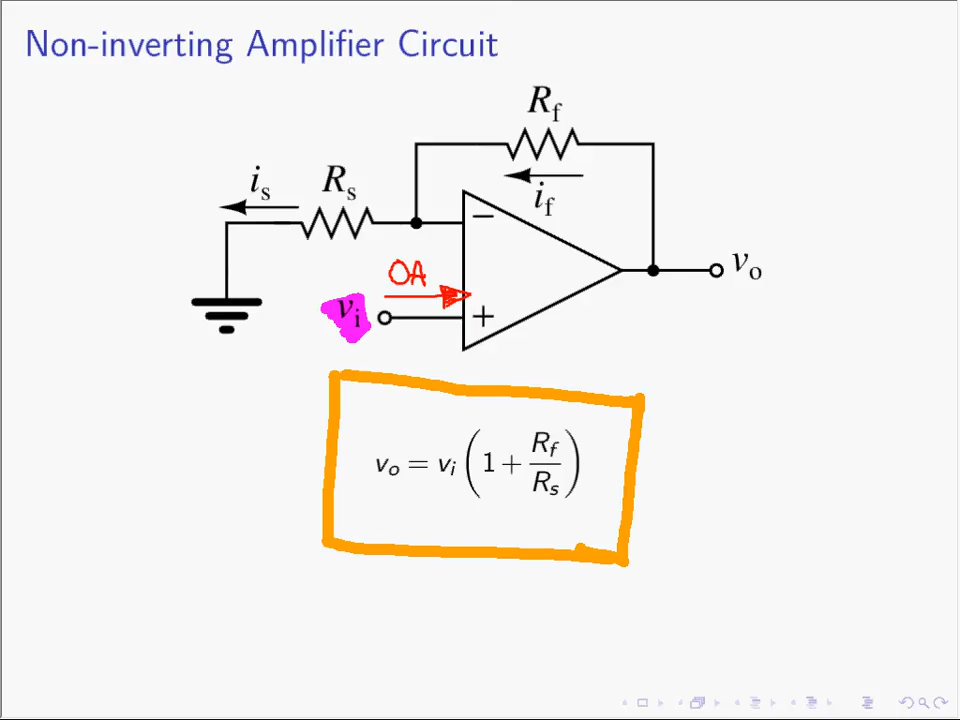 Non-inverting Amplifier Circuit
R_f
i_s R_s
i_f
−
v_o
0A
v_i +
v_o = v_i (1 + R_f / R_s)